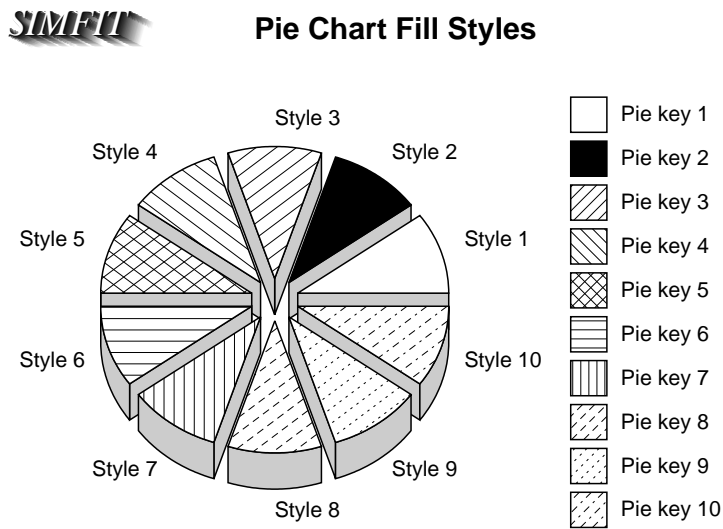 SIMFIT
Pie Chart Fill Styles
Style 3
Style 4
Style 2
Style 5
Style 1
Style 6
Style 10
Style 7
Style 9
Style 8
Pie key 1
Pie key 2
Pie key 3
Pie key 4
Pie key 5
Pie key 6
Pie key 7
Pie key 8
Pie key 9
Pie key 10